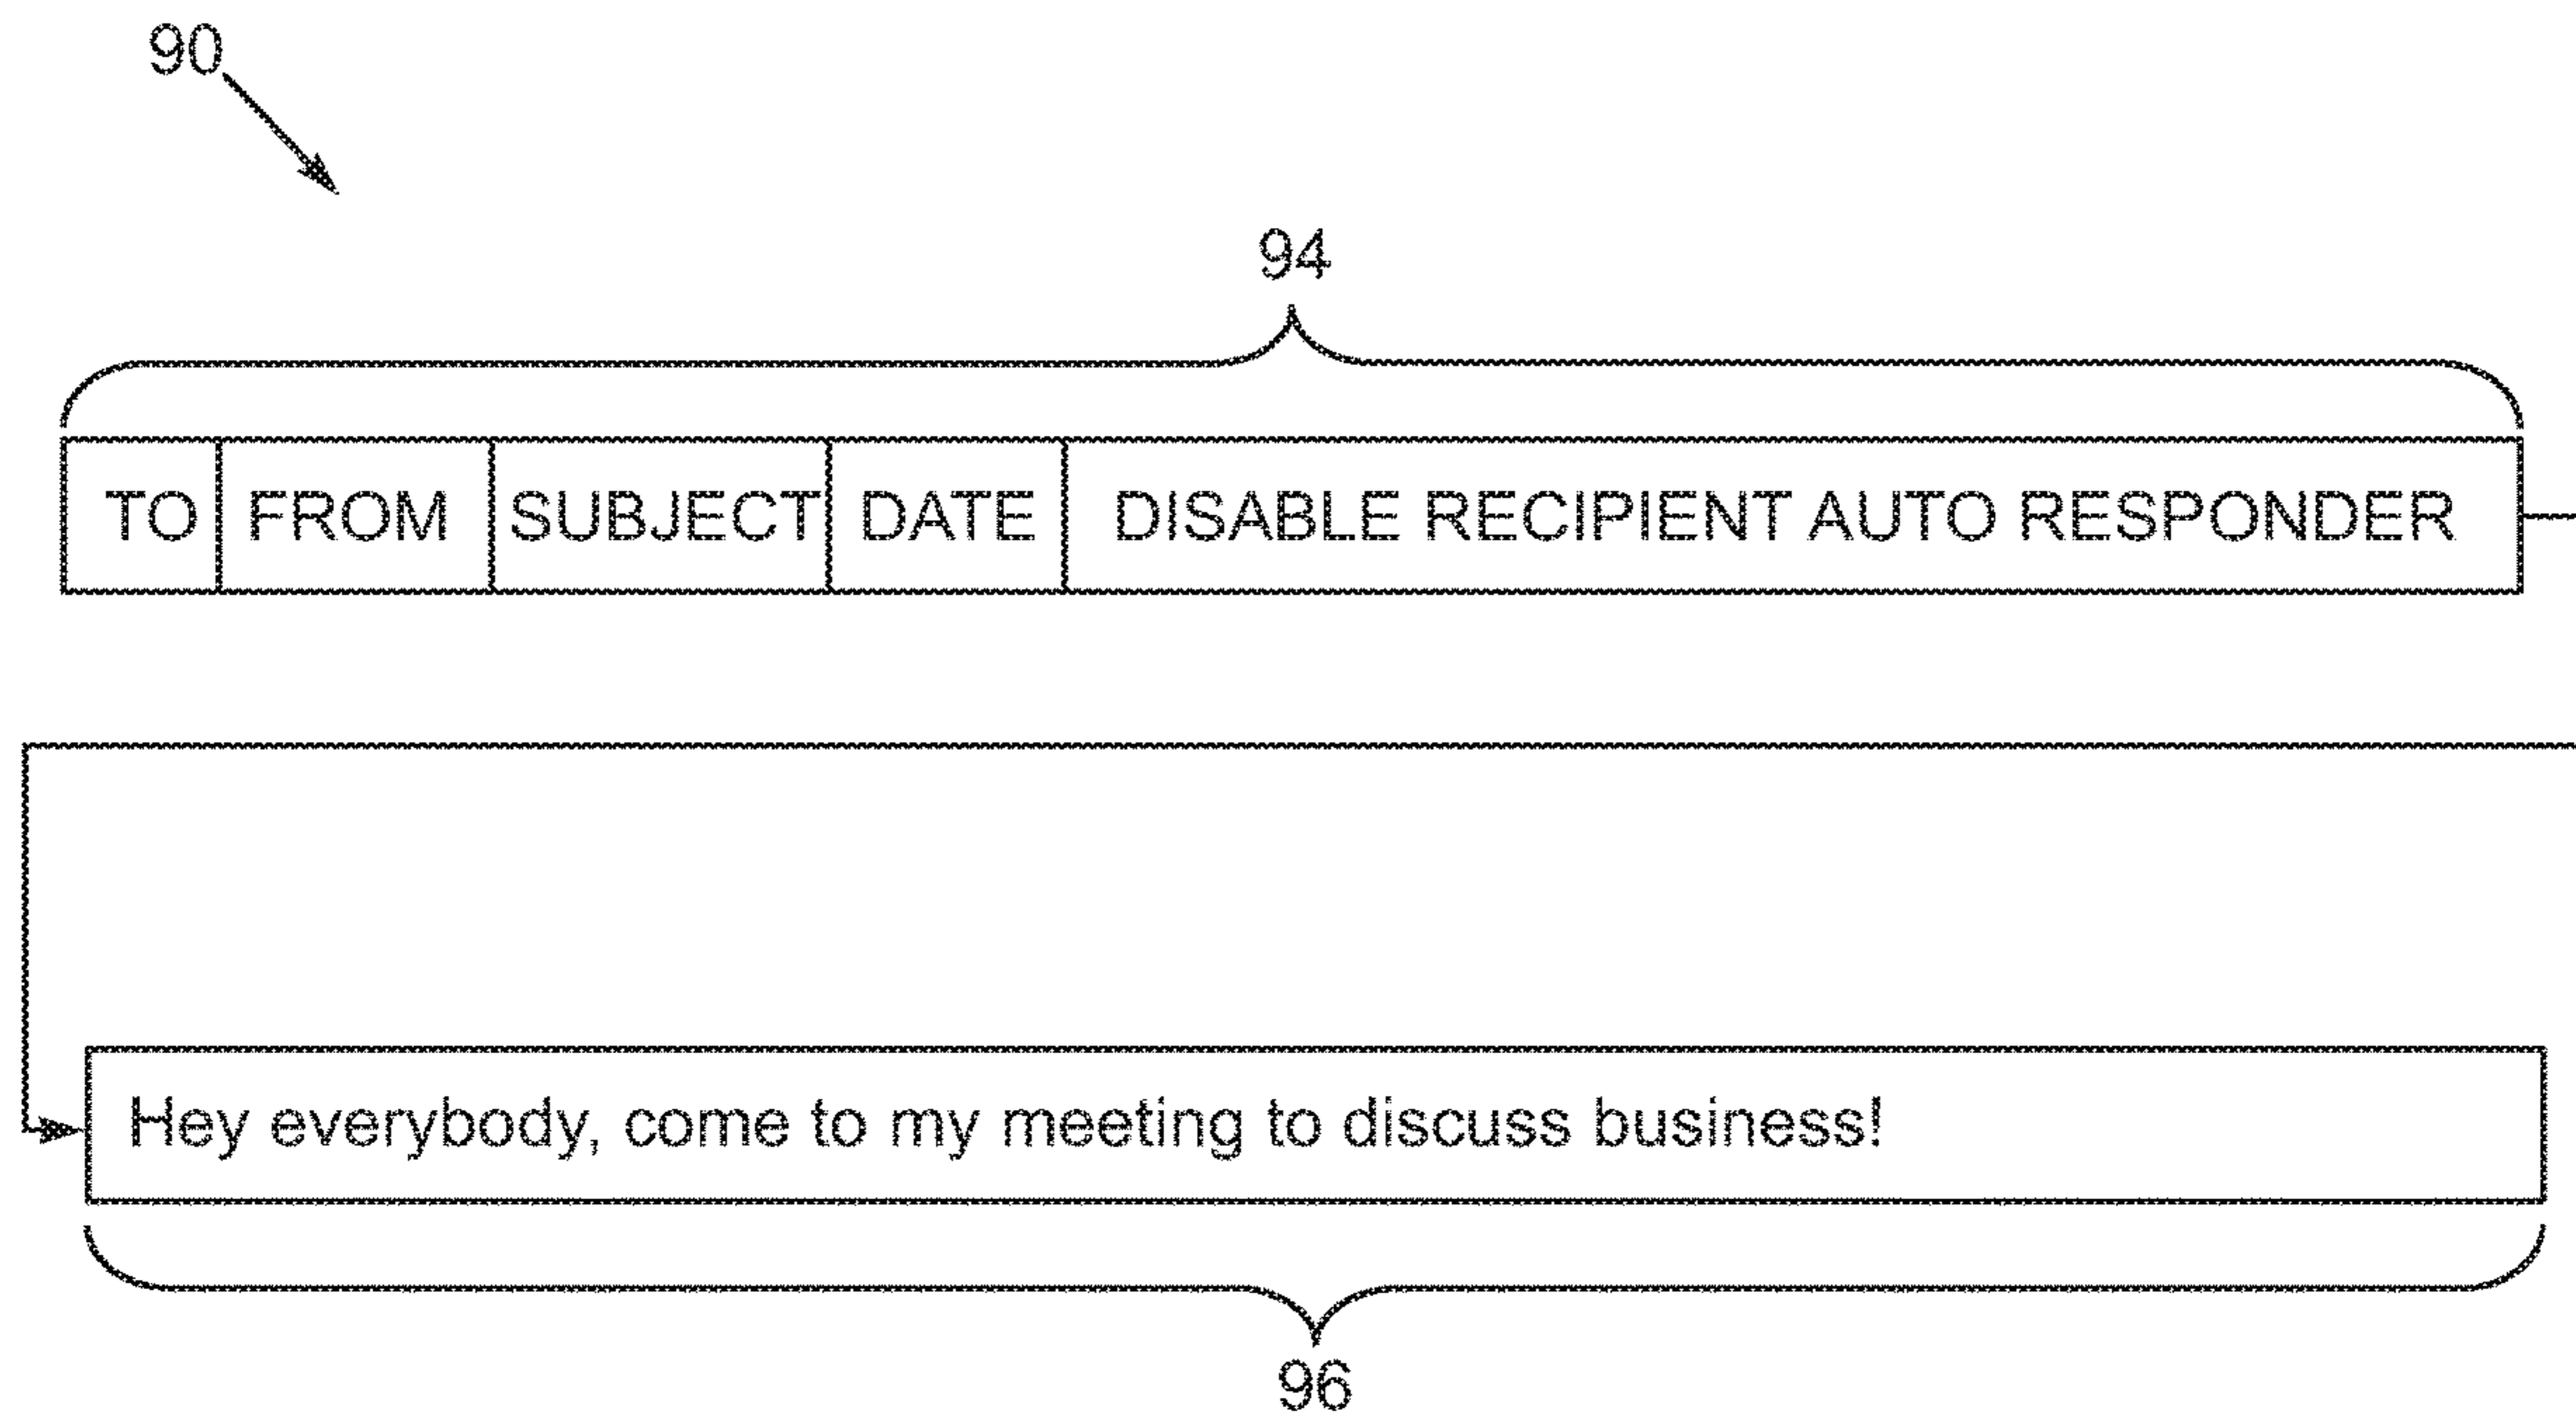 90
94
TO FROM SUBJECT DATE DISABLE RECIPIENT AUTO RESPONDER
Hey everybody, come to my meeting to discuss business!
96